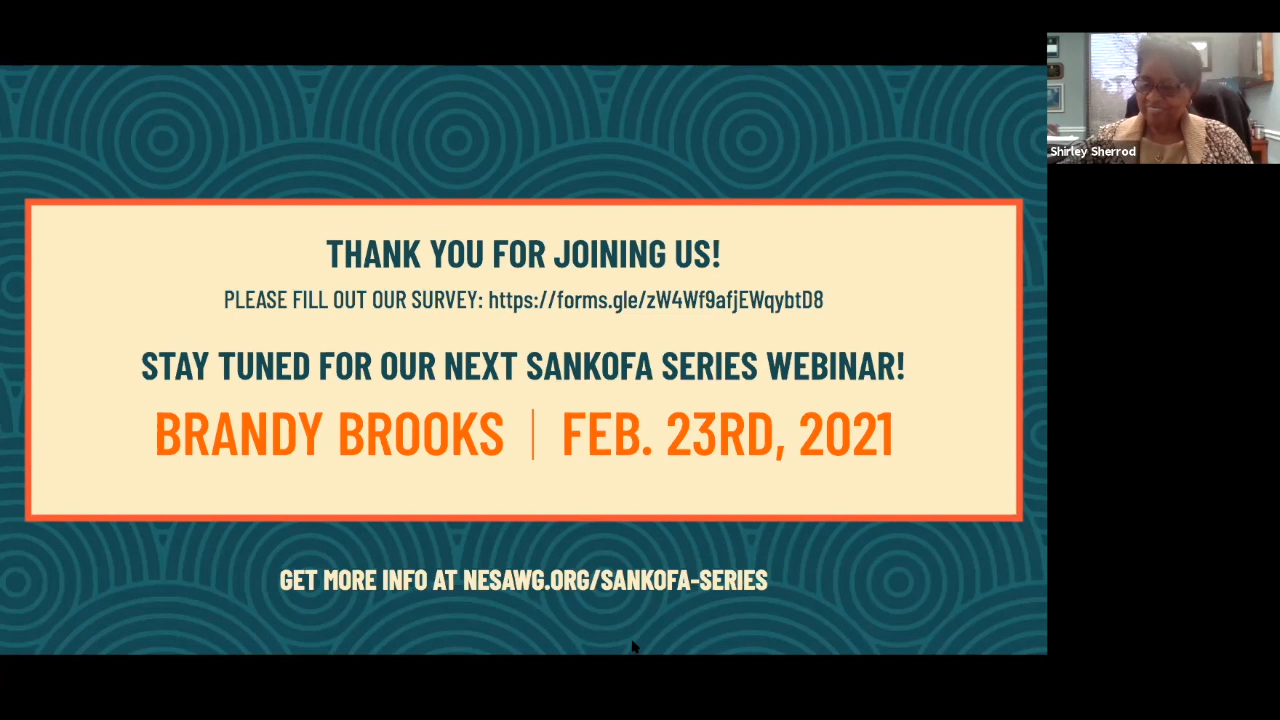 THANK YOU FOR JOINING US!
PLEASE FILL OUT OUR SURVEY: https://forms.gle/zW4Wf9afjEWqybtD8
STAY TUNED FOR OUR NEXT SANKOFA SERIES WEBINAR!
BRANDY BROOKS | FEB. 23RD, 2021
GET MORE INFO AT NESAWG.ORG/SANKOFA-SERIES
Shirley Sherrod